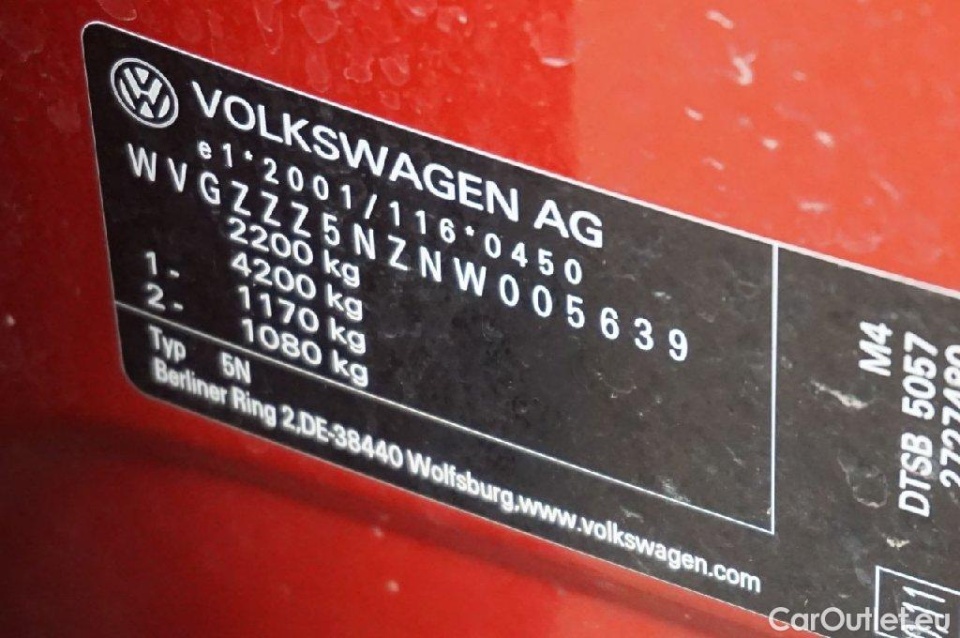 VOLKSWAGEN AG
e1*2001/116*0450
WVGZZZ5NZNW005639
2200 kg
4200 kg
1- 1170 kg
2- 1080 kg
Typ 5N
Berliner Ring 2,DE-38440 Wolfsburg,www.volkswagen.com
M4
DTSB 5057
CarOutlet.eu